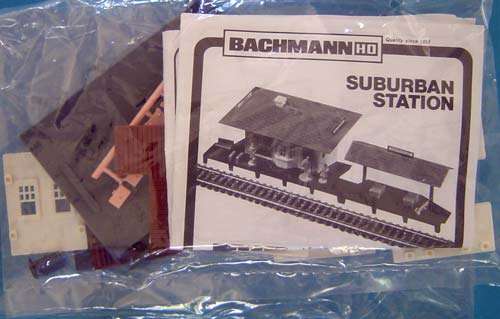 BACHMANN HO
Quality since 1833
SUBURBAN
STATION